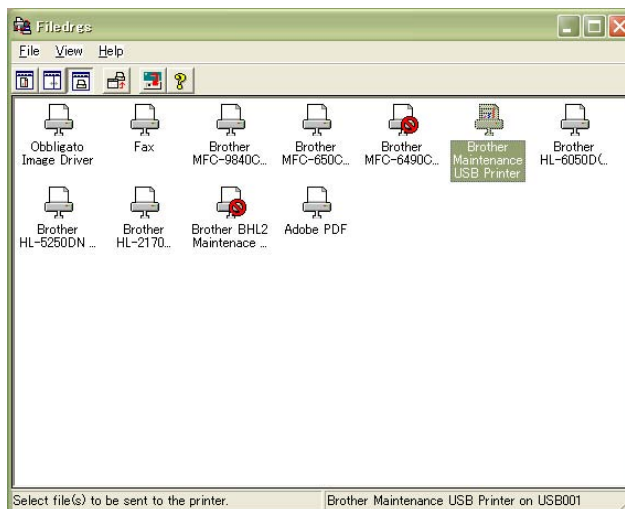 Filedrgs
File View Help
Obbligato
Image Driver
Fax
Brother
MFC-9840C...
Brother
MFC-650C...
Brother
MFC-6490C...
Brother
Maintenance
USB Printer
Brother
HL-6050D(...
Brother
HL-5250DN ...
Brother
HL-2170...
Brother BHL2
Maintenace ...
Adobe PDF
Select file(s) to be sent to the printer.
Brother Maintenance USB Printer on USB001